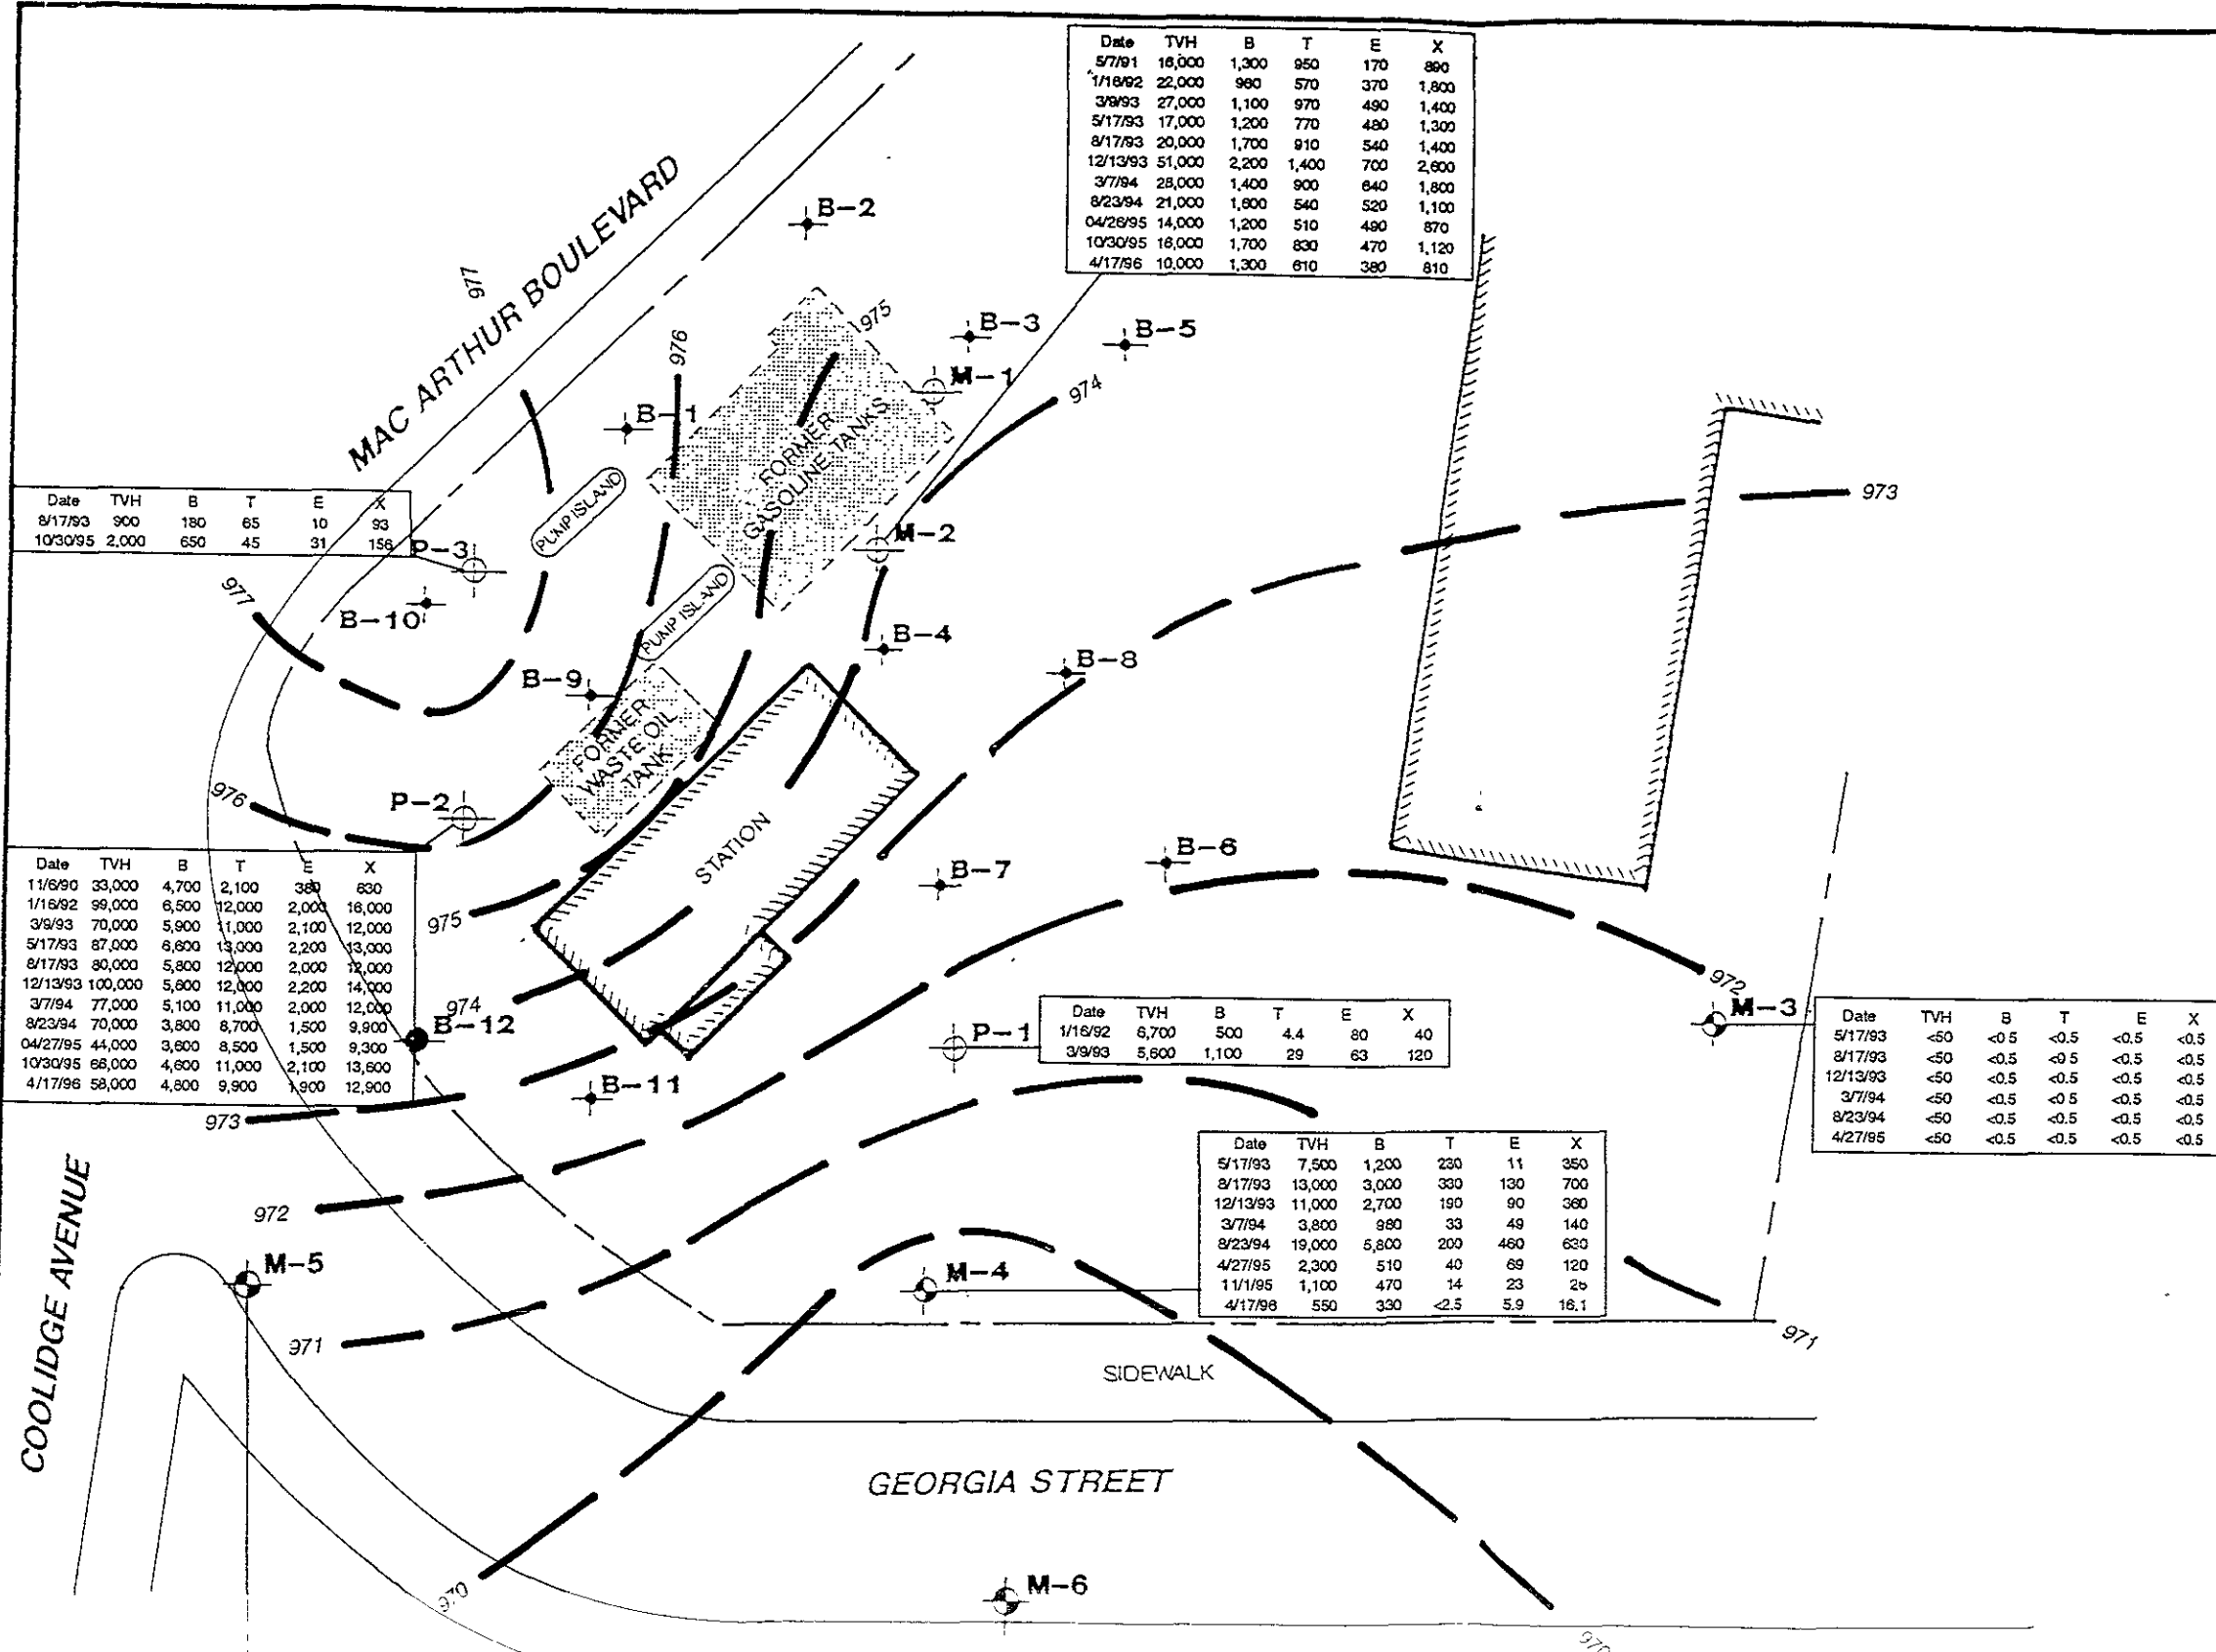 Date TVH B T E X
5/7/91 16,000 1,300 950 170 890
1/16/92 22,000 960 570 370 1,800
3/9/93 27,000 1,100 970 490 1,400
5/17/93 17,000 1,200 770 480 1,300
8/17/93 20,000 1,700 910 540 1,400
12/13/93 51,000 2,200 1,400 700 2,600
3/7/94 28,000 1,400 900 640 1,800
8/23/94 21,000 1,600 540 520 1,100
04/26/95 14,000 1,200 510 490 870
10/30/95 16,000 1,700 830 470 1,120
4/17/96 10,000 1,300 610 380 810
MAC ARTHUR BOULEVARD
977
B-2
976
975
B-3
B-5
M-1
974
B-1
FORMER
GASOLINE TANKS
PUMP ISLAND
973
Date TVH B T E X
8/17/93 900 180 65 10 93
10/30/95 2,000 650 45 31 156
P-3
M-2
PUMP ISLAND
977
B-10
B-4
B-8
B-9
FORMER
WASTE OIL
TANK
976
P-2
STATION
B-7
B-6
Date TVH B T E X
11/6/90 33,000 4,700 2,100 380 630
1/16/92 99,000 6,500 12,000 2,000 16,000
3/9/93 70,000 5,900 11,000 2,100 12,000
5/17/93 87,000 6,600 13,000 2,200 13,000
8/17/93 80,000 5,800 12,000 2,000 12,000
12/13/93 100,000 5,600 12,000 2,200 14,000
3/7/94 77,000 5,100 11,000 2,000 12,000
8/23/94 70,000 3,800 8,700 1,500 9,900
04/27/95 44,000 3,600 8,500 1,500 9,300
10/30/95 66,000 4,600 11,000 2,100 13,600
4/17/96 58,000 4,800 9,900 1,900 12,900
975
974
B-12
972
M-3
P-1
Date TVH B T E X
1/16/92 6,700 500 4.4 80 40
3/9/93 5,600 1,100 29 63 120
Date TVH B T E X
5/17/93 <50 <0.5 <0.5 <0.5 <0.5
8/17/93 <50 <0.5 <0.5 <0.5 <0.5
12/13/93 <50 <0.5 <0.5 <0.5 <0.5
3/7/94 <50 <0.5 <0.5 <0.5 <0.5
8/23/94 <50 <0.5 <0.5 <0.5 <0.5
4/27/95 <50 <0.5 <0.5 <0.5 <0.5
B-11
973
Date TVH B T E X
5/17/93 7,500 1,200 230 11 350
8/17/93 13,000 3,000 330 130 700
12/13/93 11,000 2,700 190 90 360
3/7/94 3,800 980 33 49 140
8/23/94 19,000 5,800 200 460 630
4/27/95 2,300 510 40 69 120
11/1/95 1,100 470 14 23 26
4/17/96 550 330 <2.5 5.9 16.1
972
COOLIDGE AVENUE
M-5
M-4
971
971
SIDEWALK
GEORGIA STREET
970
M-6
970